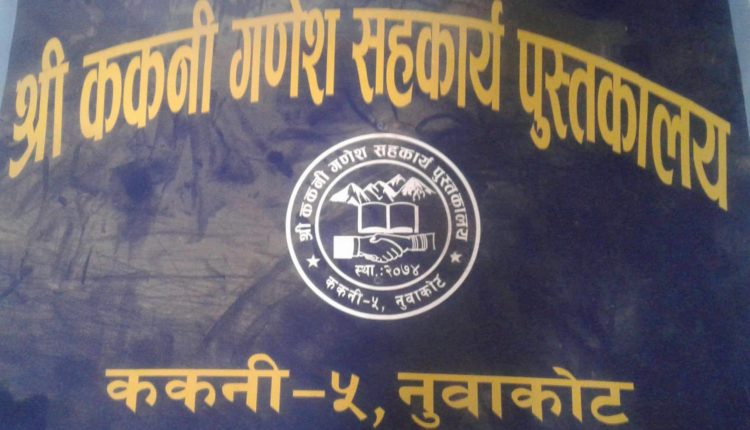 श्री ककनी गणेश सहकार्य पुस्तकालय
श्री ककनी गणेश सहकार्य पुस्तकालय
स्था.:२०७४
ककनी-५, नुवाकोट
ककनी-५, नुवाकोट